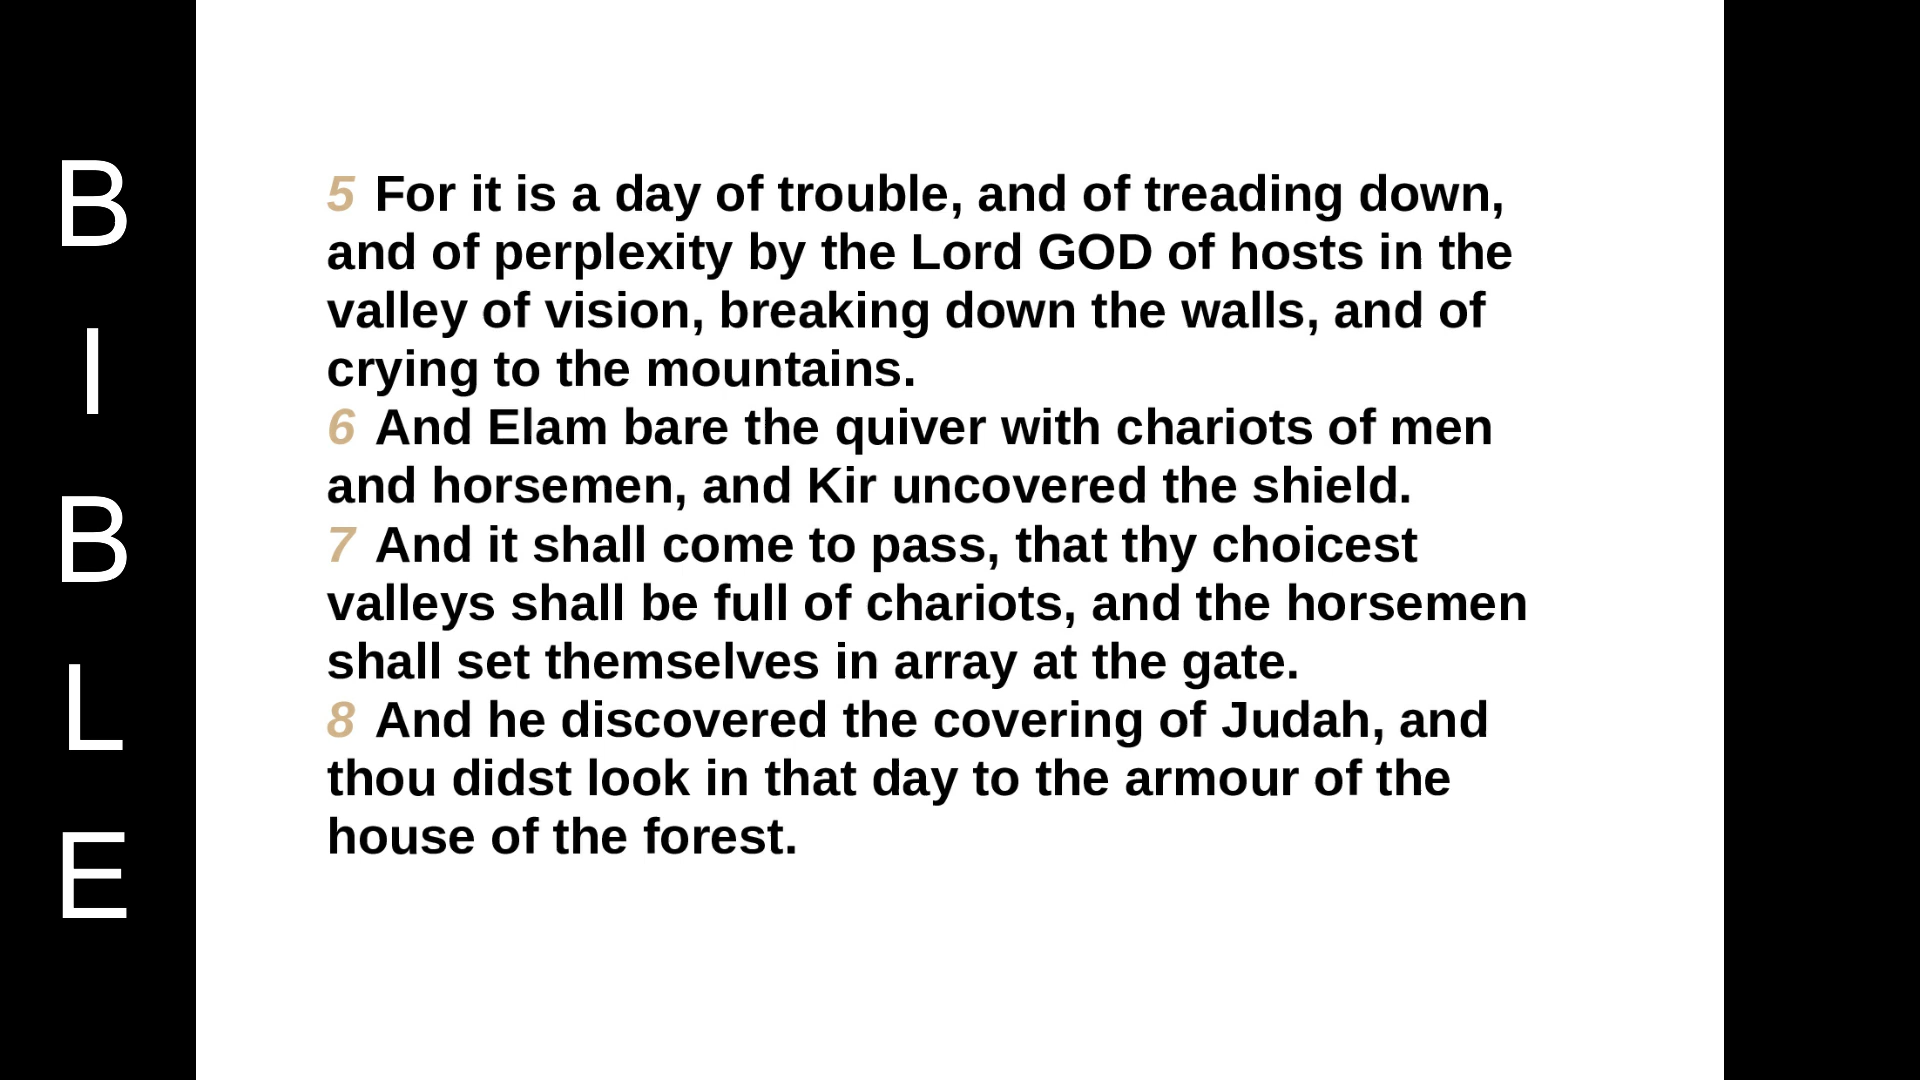 B
I
B
L
E
5 For it is a day of trouble, and of treading down,
and of perplexity by the Lord GOD of hosts in the
valley of vision, breaking down the walls, and of
crying to the mountains.
6 And Elam bare the quiver with chariots of men
and horsemen, and Kir uncovered the shield.
7 And it shall come to pass, that thy choicest
valleys shall be full of chariots, and the horsemen
shall set themselves in array at the gate.
8 And he discovered the covering of Judah, and
thou didst look in that day to the armour of the
house of the forest.